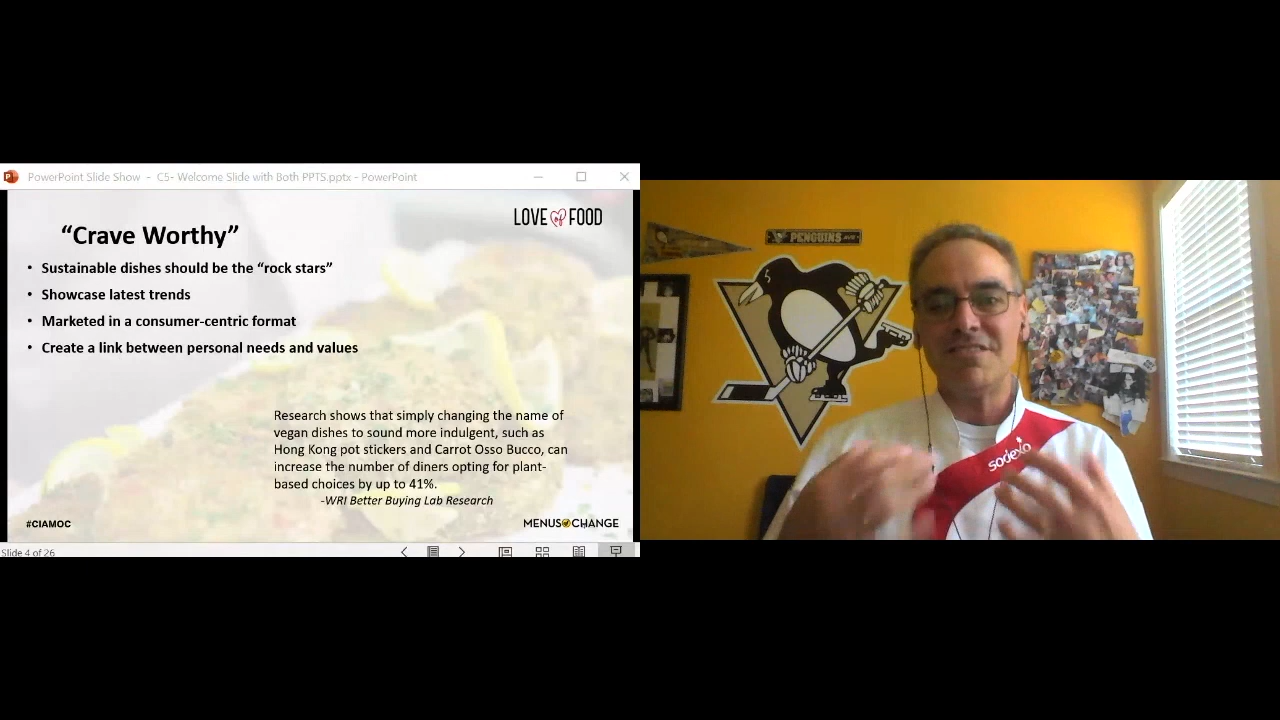 PowerPoint Slide Show - C5- Welcome Slide with Both PPTS.pptx - PowerPoint
LOVE of FOOD
“Crave Worthy”
• Sustainable dishes should be the “rock stars”
• Showcase latest trends
• Marketed in a consumer-centric format
• Create a link between personal needs and values
Research shows that simply changing the name of
vegan dishes to sound more indulgent, such as
Hong Kong pot stickers and Carrot Osso Bucco, can
increase the number of diners opting for plant-
based choices by up to 41%.
-WRI Better Buying Lab Research
#CIAMOC
MENUS OF CHANGE
Slide 4 of 26
PENGUINS
sodexo